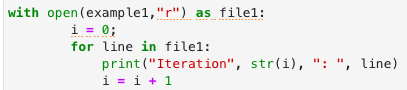 with open(example1,"r") as file1:
        i = 0;
        for line in file1:
            print("Iteration", str(i), ": ", line)
            i = i + 1